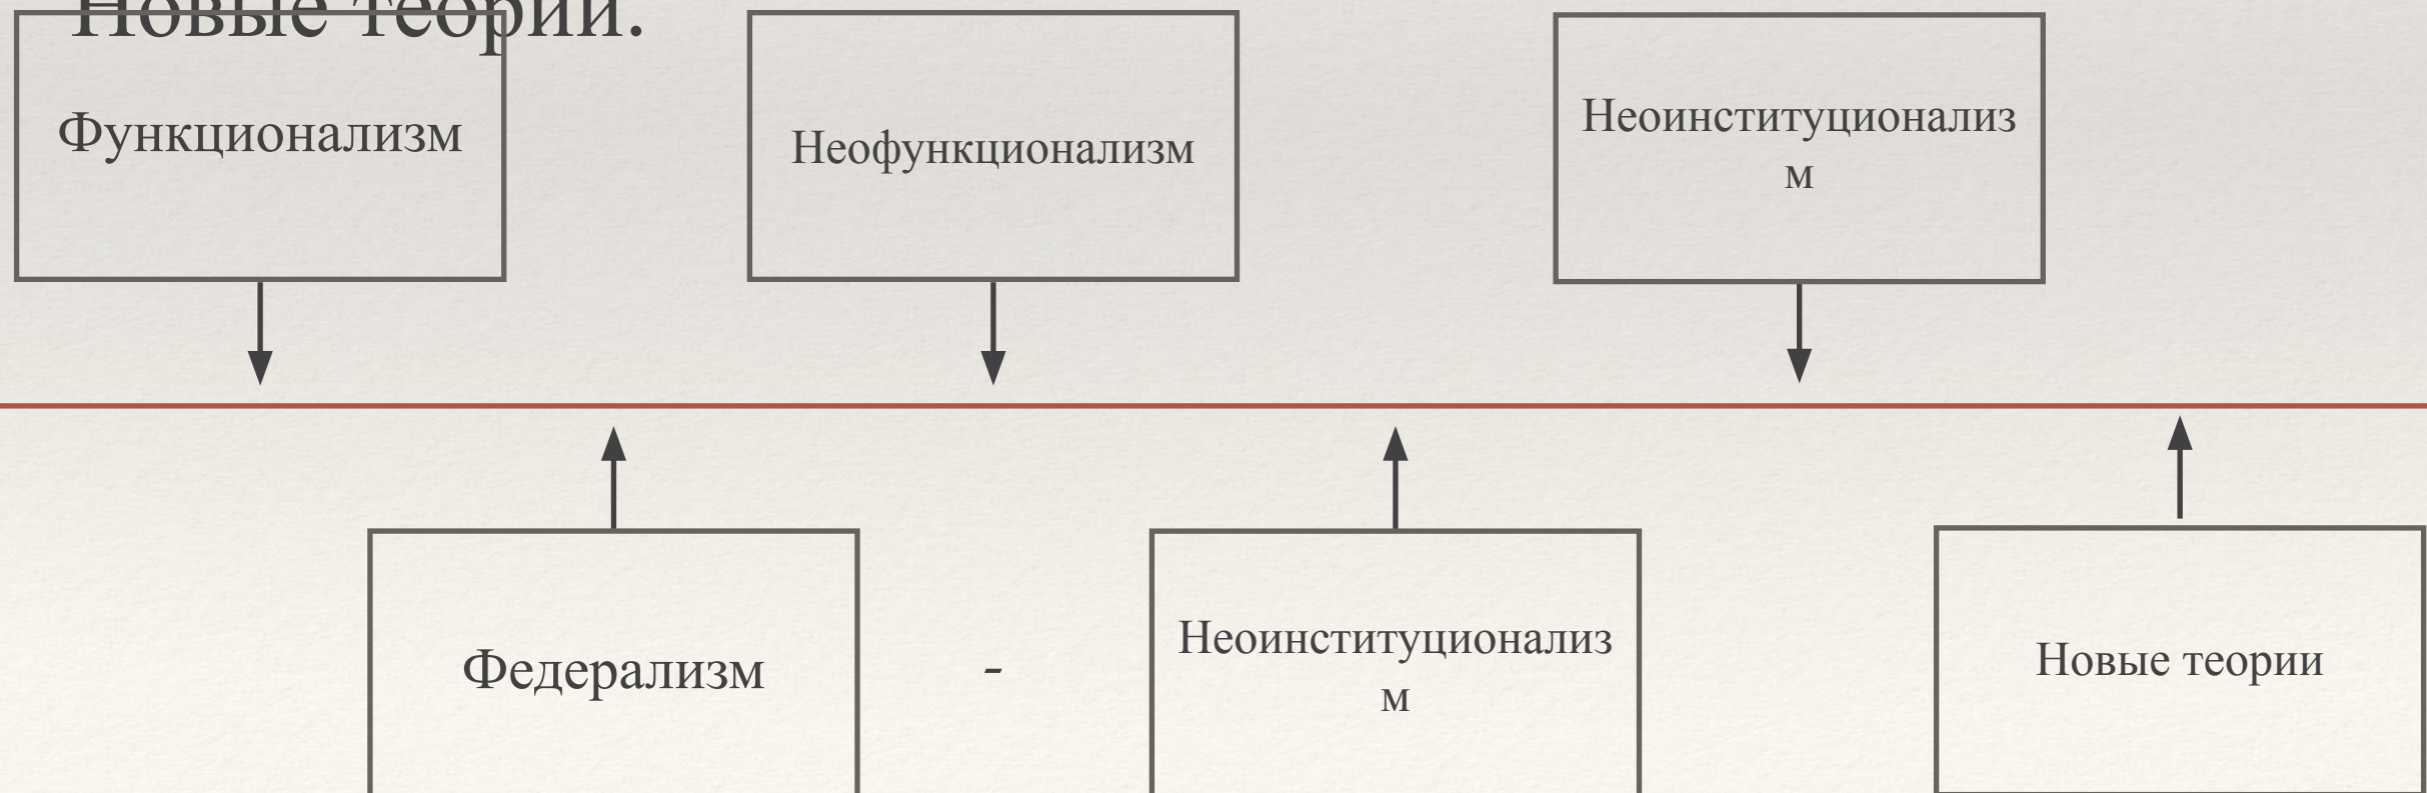 Новые теории.
Функционализм
Неофункционализм
Неоинституционализ
м
Федерализм
-
Неоинституционализ
м
Новые теории